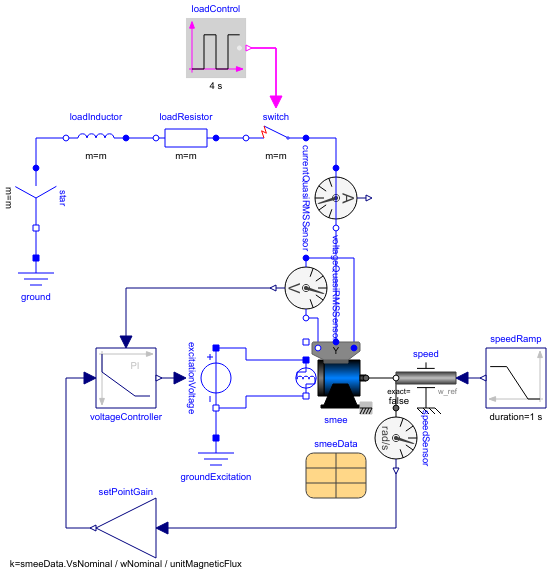 loadControl
4 s
loadInductor
loadResistor
switch
m=m
m=m
m=m
m=m
star
currentQuasiRMSSensor
A
ground
voltageQuasiRMSSensor
V
Y
PI
voltageController
excitationVoltage
+
-
groundExcitation
smee
speed
exact=
false
w_ref
speedRamp
duration=1 s
rad/s
speedSensor
smeeData
setPointGain
k=smeeData.VsNominal / wNominal / unitMagneticFlux